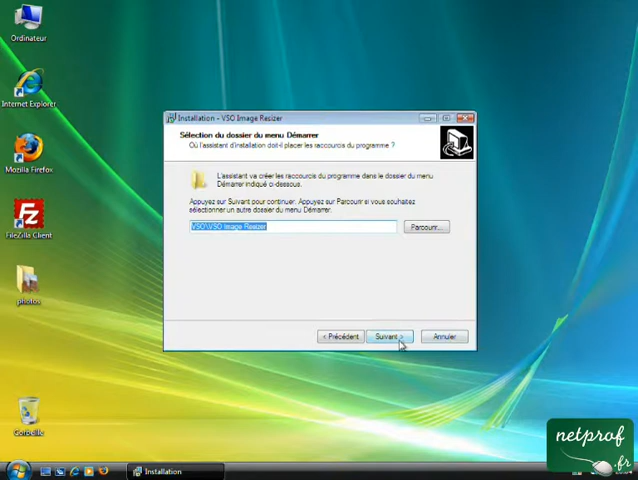 Ordinateur
Internet Explorer
Mozilla Firefox
FileZilla Client
photos
Corbeille
Installation - VSO Image Resizer
Sélection du dossier du menu Démarrer
Où l'assistant d'installation doit-il placer les raccourcis du programme ?
L'assistant va créer les raccourcis du programme dans le dossier du menu
Démarrer indiqué ci-dessous.
Appuyez sur Suivant pour continuer. Appuyez sur Parcourir si vous souhaitez
sélectionner un autre dossier du menu Démarrer.
VSO\VSO Image Resizer
Parcourir...
< Précédent
Suivant >
Annuler
Installation
netprof
.fr